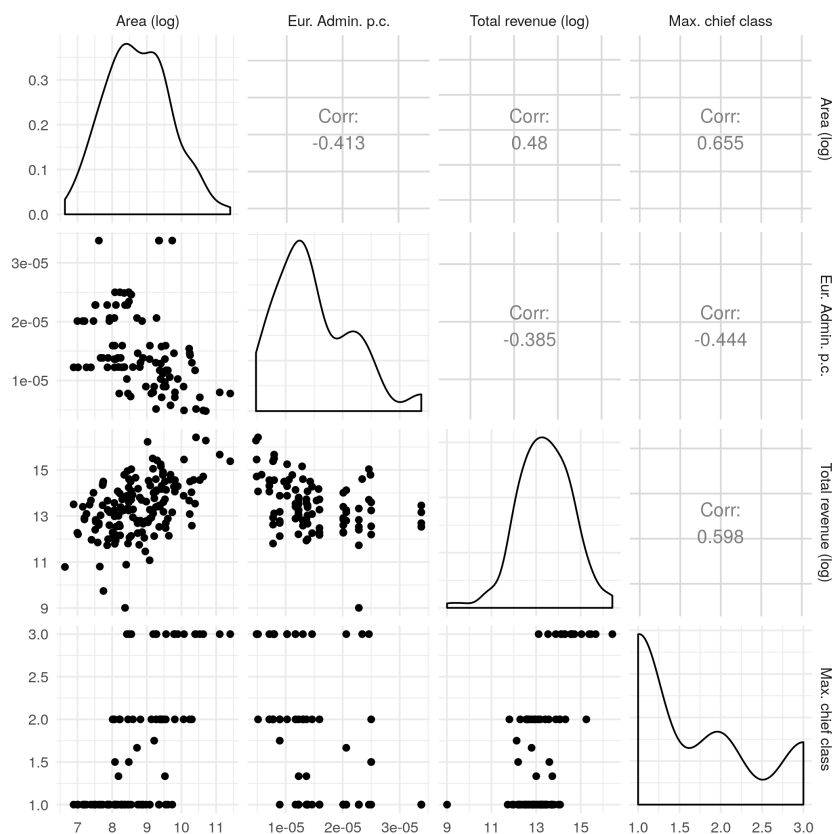 Area (log) Eur. Admin. p.c. Total revenue (log) Max. chief class
0.3
0.2
0.1
0.0
Corr:
-0.413
Corr:
0.48
Corr:
0.655
Area (log)
3e-05
2e-05
1e-05
Corr:
-0.385
Corr:
-0.444
Eur. Admin. p.c.
15
13
11
9
Corr:
0.598
Total revenue (log)
3.0
2.5
2.0
1.5
1.0
Max. chief class
7 8 9 10 11 1e-05 2e-05 3e-05 9 11 13 15 1.0 1.5 2.0 2.5 3.0